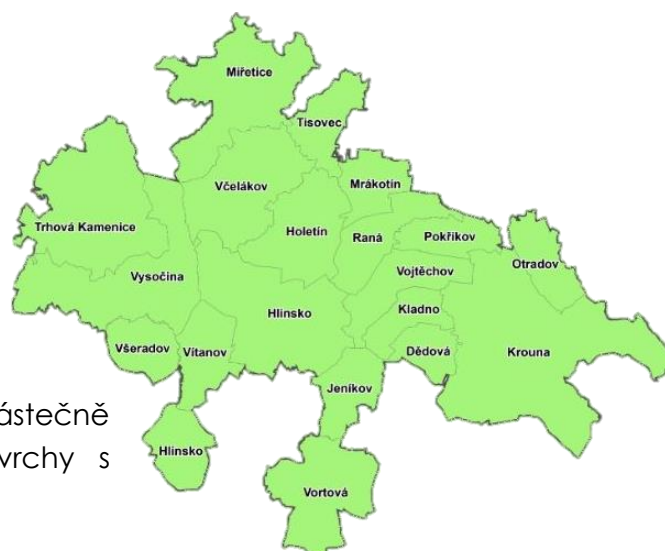 Miřetice
Tisovec
Včelákov
Mrákotín
Trhová Kamenice
Holetín
Raná
Pokřikov
Otradov
Vysočina
Vojtěchov
Hlinsko
Kladno
Všeradov
Vítanov
Dědová
Krouna
Jeníkov
ástečně
Hlinsko
vrchy s
Vortová